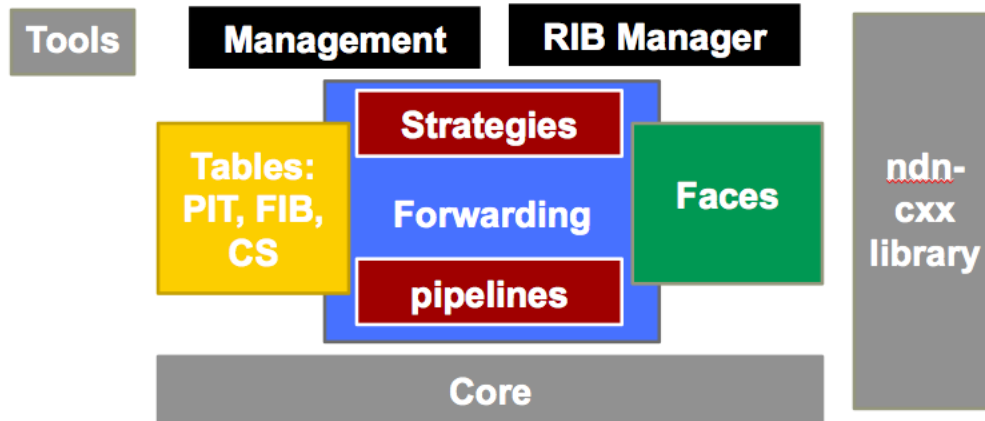 Tools
Management
RIB Manager
Strategies
Tables:
PIT, FIB,
CS
Forwarding
Faces
pipelines
ndn-
cxx
library
Core